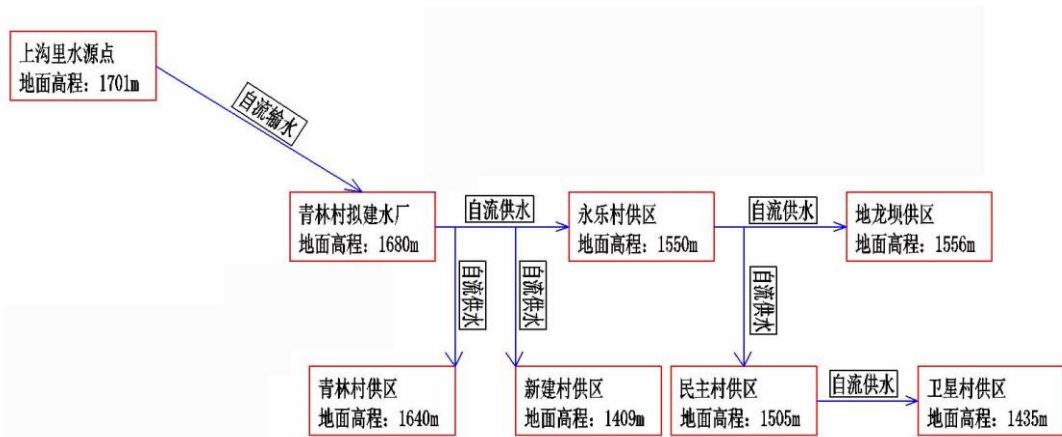 上沟里水源点
地面高程：1701m
自流输水
青林村拟建水厂
地面高程：1680m
自流供水
永乐村供区
地面高程：1550m
自流供水
地龙坝供区
地面高程：1556m
自流供水
自流供水
自流供水
青林村供区
地面高程：1640m
新建村供区
地面高程：1409m
民主村供区
地面高程：1505m
自流供水
卫星村供区
地面高程：1435m